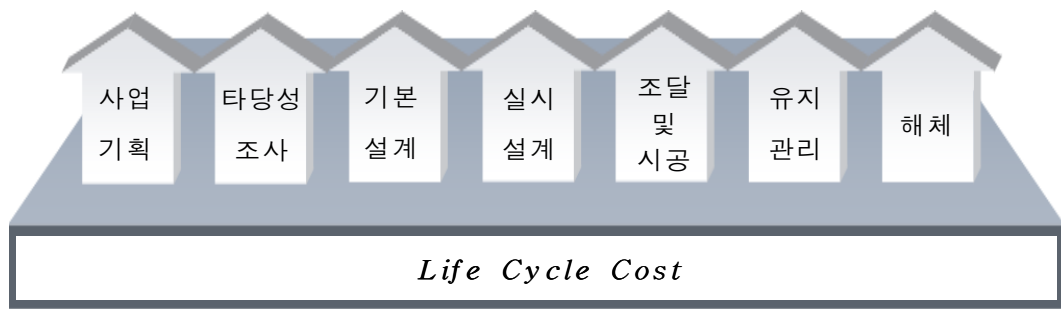 사업
기획
타당성
조사
기본
설계
실시
설계
조달
및
시공
유지
관리
해체
Life Cycle Cost